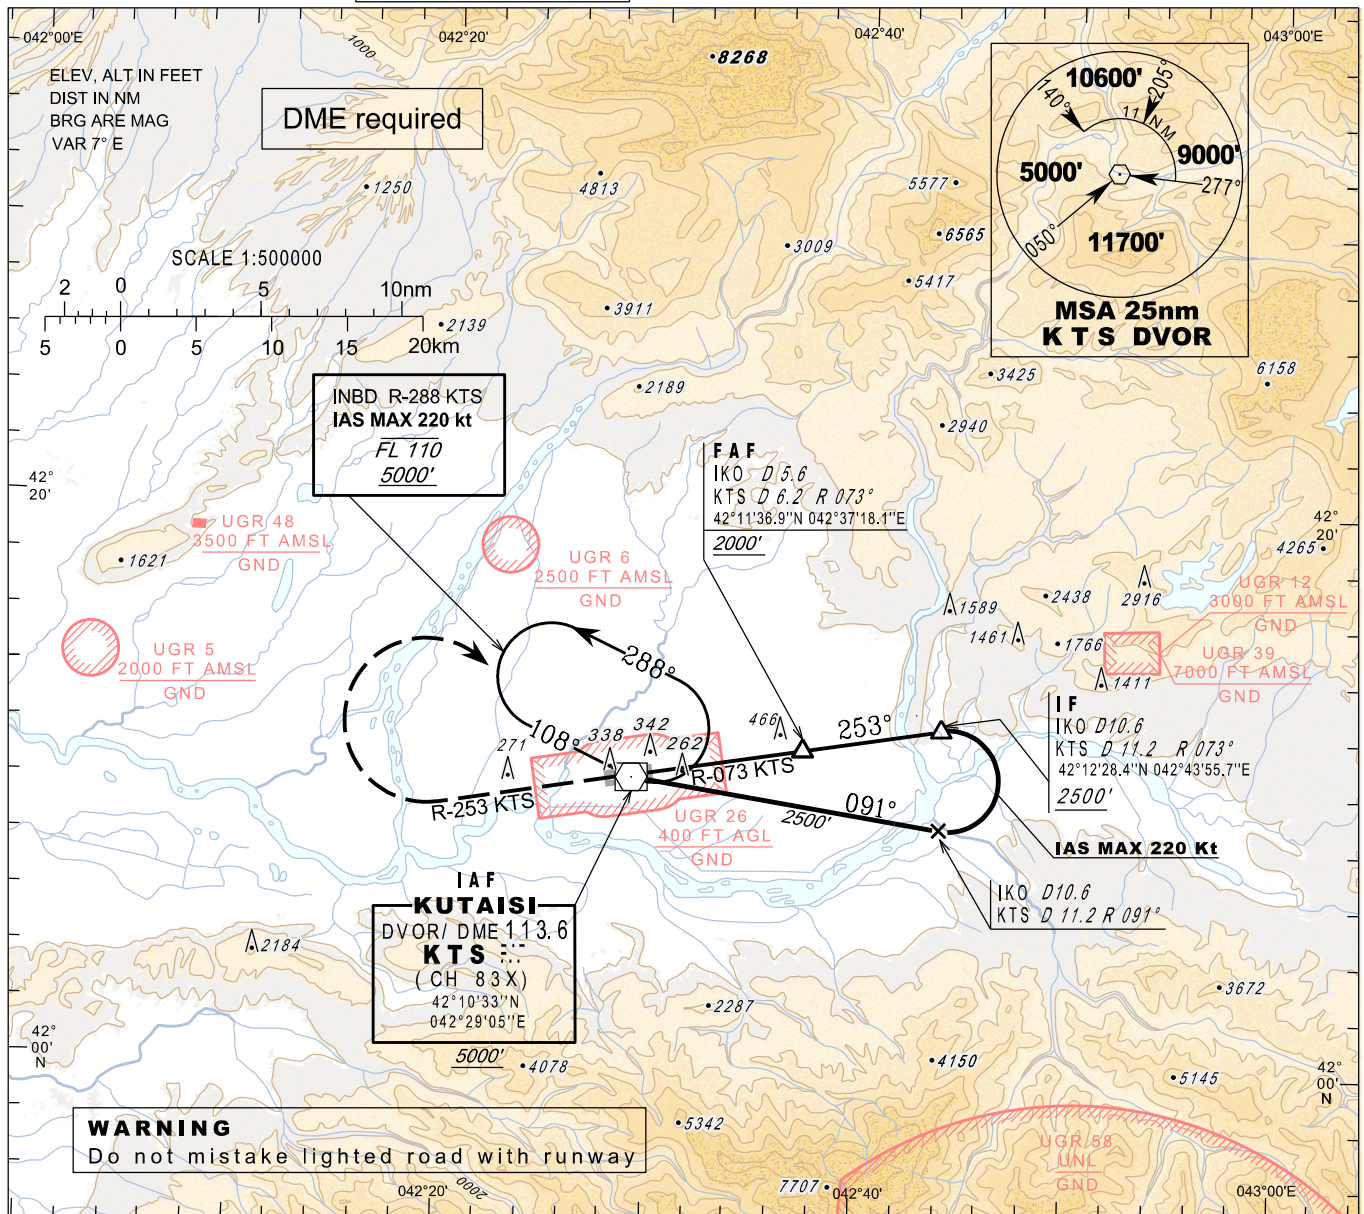 042°00'E
042°20'
042°40'
043°00'E
1000
8268
ELEV, ALT IN FEET
DIST IN NM
BRG ARE MAG
VAR 7° E
DME required
10600'
140°
205°
11 NM
9000'
5000'
277°
050°
11700'
MSA 25nm
K T S DVOR
1250
4813
5577
6565
3009
5417
SCALE 1:500000
2 0 5 10nm
5 0 5 10 15 20km
3911
2139
2189
3425
6158
2940
INBD R-288 KTS
IAS MAX 220 kt
FL 110
5000'
FAF
IKO D 5.6
KTS D 6.2 R 073°
42°11'36.9"N 042°37'18.1"E
2000'
42°
20'
42°
20'
UGR 48
3500 FT AMSL
GND
1621
UGR 6
2500 FT AMSL
GND
4265
UGR 12
3000 FT AMSL
GND
2438
2916
1589
1461
1766
UGR 39
7000 FT AMSL
GND
1411
UGR 5
2000 FT AMSL
GND
288°
108°
271
338
342
262
466
253°
R-073 KTS
R-253 KTS
IF
IKO D10.6
KTS D 11.2 R 073°
42°12'28.4"N 042°43'55.7"E
2500'
091°
2500'
UGR 26
400 FT AGL
GND
IAS MAX 220 Kt
IKO D10.6
KTS D 11.2 R 091°
IAF
KUTAISI
DVOR/ DME 113.6
KTS
(CH 83X)
42°10'33"N
042°29'05"E
5000'
2184
2287
3672
42°
00'
N
4078
4150
5145
42°
00'
N
5342
WARNING
Do not mistake lighted road with runway
UGR 58
UNL
GND
2000
7707
042°20'
042°40'
043°00'E